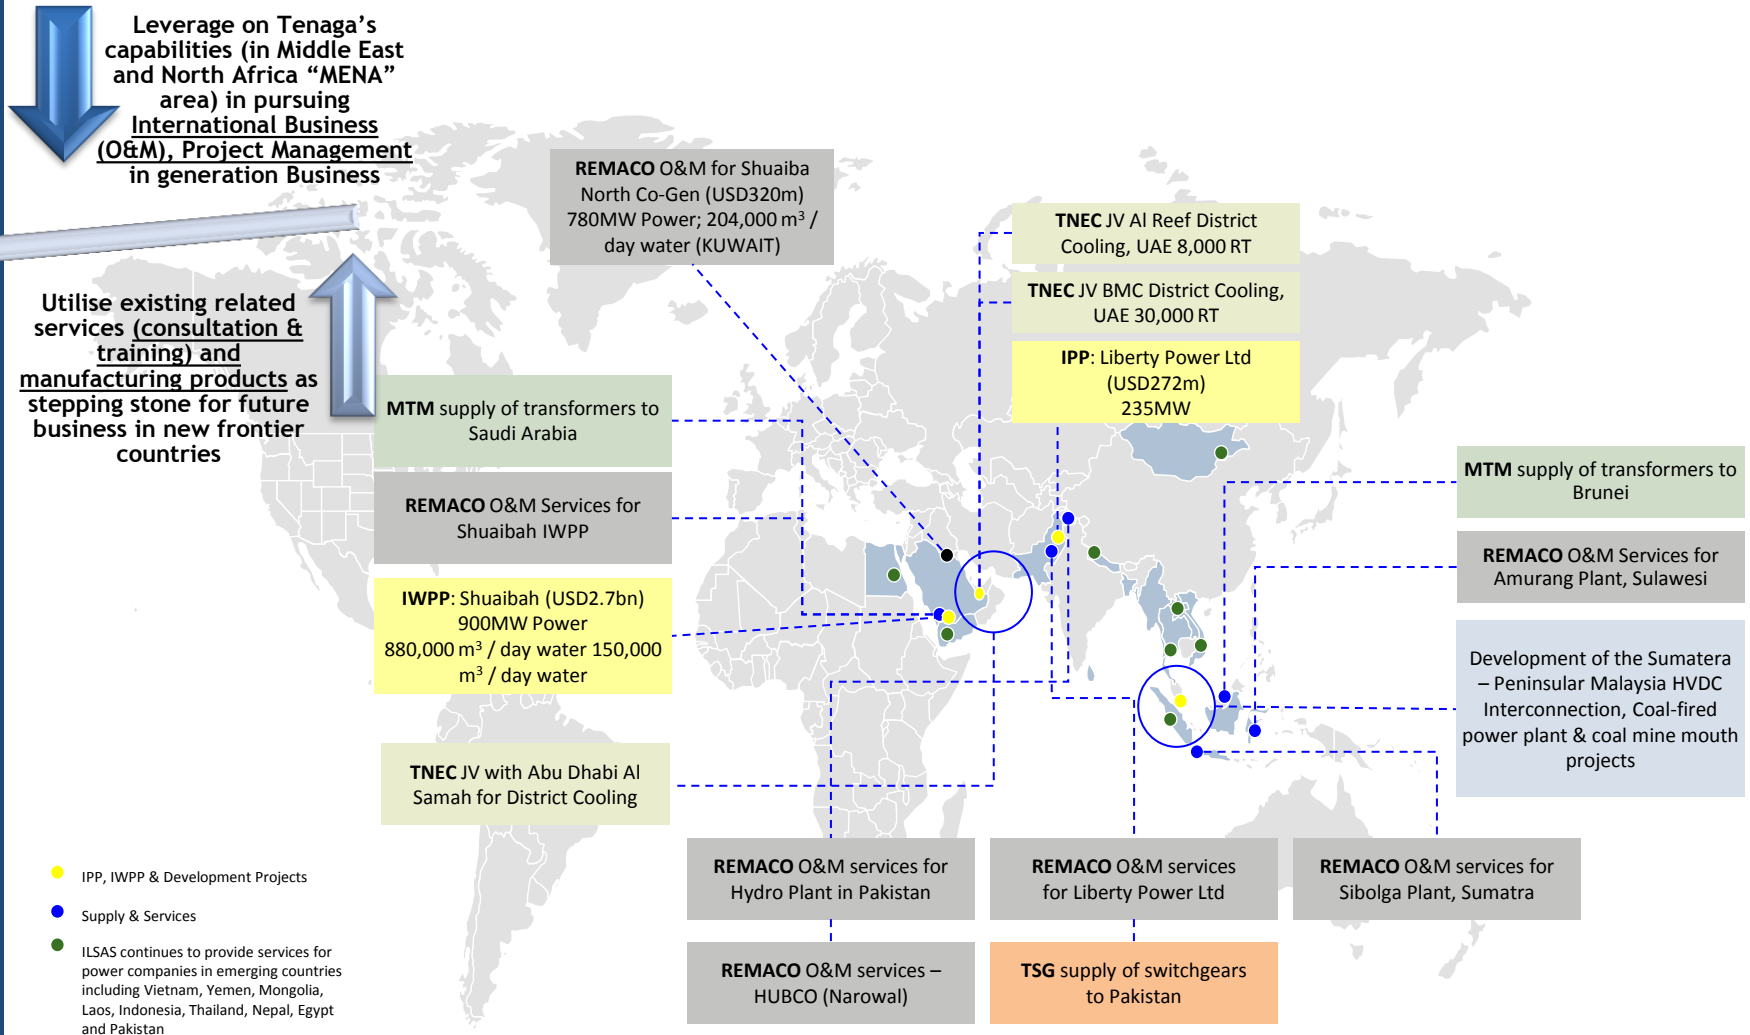 Leverage on Tenaga’s
capabilities (in Middle East
and North Africa “MENA”
area) in pursuing
International Business
(O&M), Project Management
in generation Business
Utilise existing related
services (consultation &
training) and
manufacturing products as
stepping stone for future
business in new frontier
countries
REMACO O&M for Shuaiba
North Co-Gen (USD320m)
780MW Power; 204,000 m³ /
day water (KUWAIT)
TNEC JV Al Reef District
Cooling, UAE 8,000 RT
TNEC JV BMC District Cooling,
UAE 30,000 RT
IPP: Liberty Power Ltd
(USD272m)
235MW
MTM supply of transformers to
Saudi Arabia
REMACO O&M Services for
Shuaibah IWPP
IWPP: Shuaibah (USD2.7bn)
900MW Power
880,000 m³ / day water 150,000
m³ / day water
TNEC JV with Abu Dhabi Al
Samah for District Cooling
MTM supply of transformers to
Brunei
REMACO O&M Services for
Amurang Plant, Sulawesi
Development of the Sumatera
– Peninsular Malaysia HVDC
Interconnection, Coal-fired
power plant & coal mine mouth
projects
REMACO O&M services for
Hydro Plant in Pakistan
REMACO O&M services
for Liberty Power Ltd
REMACO O&M services for
Sibolga Plant, Sumatra
REMACO O&M services –
HUBCO (Narowal)
TSG supply of switchgears
to Pakistan
IPP, IWPP & Development Projects
Supply & Services
ILSAS continues to provide services for
power companies in emerging countries
including Vietnam, Yemen, Mongolia,
Laos, Indonesia, Thailand, Nepal, Egypt
and Pakistan